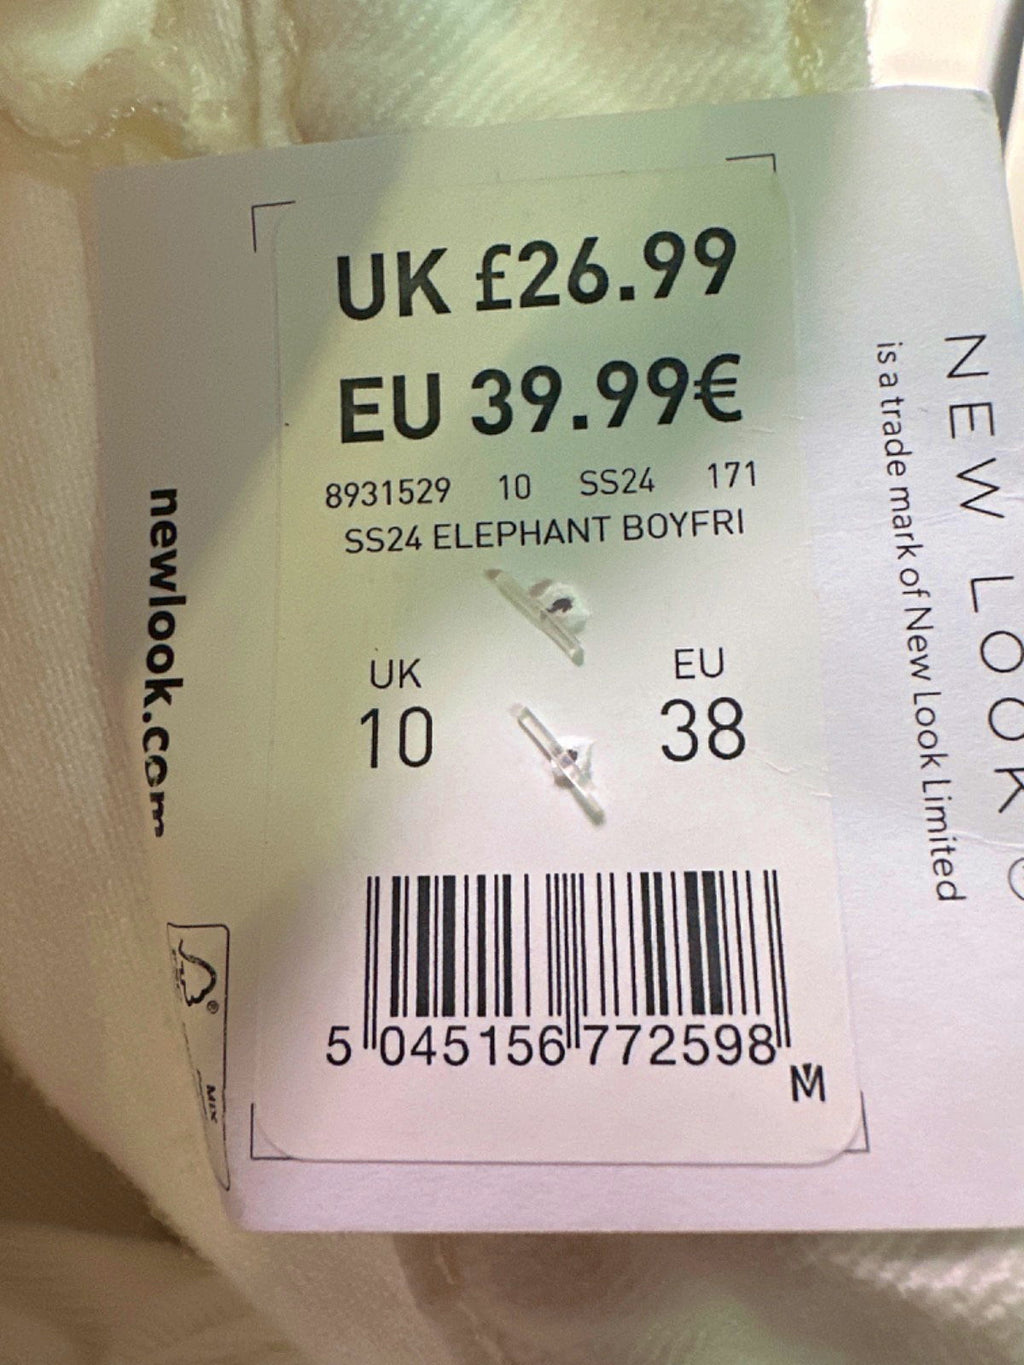 UK £26.99
EU 39.99€
8931529 10 SS24 171
SS24 ELEPHANT BOYFRI
UK EU
10 38
5 045156 772598
M
newlook.com
MIX
NEW LOOK
is a trade mark of New Look Limited